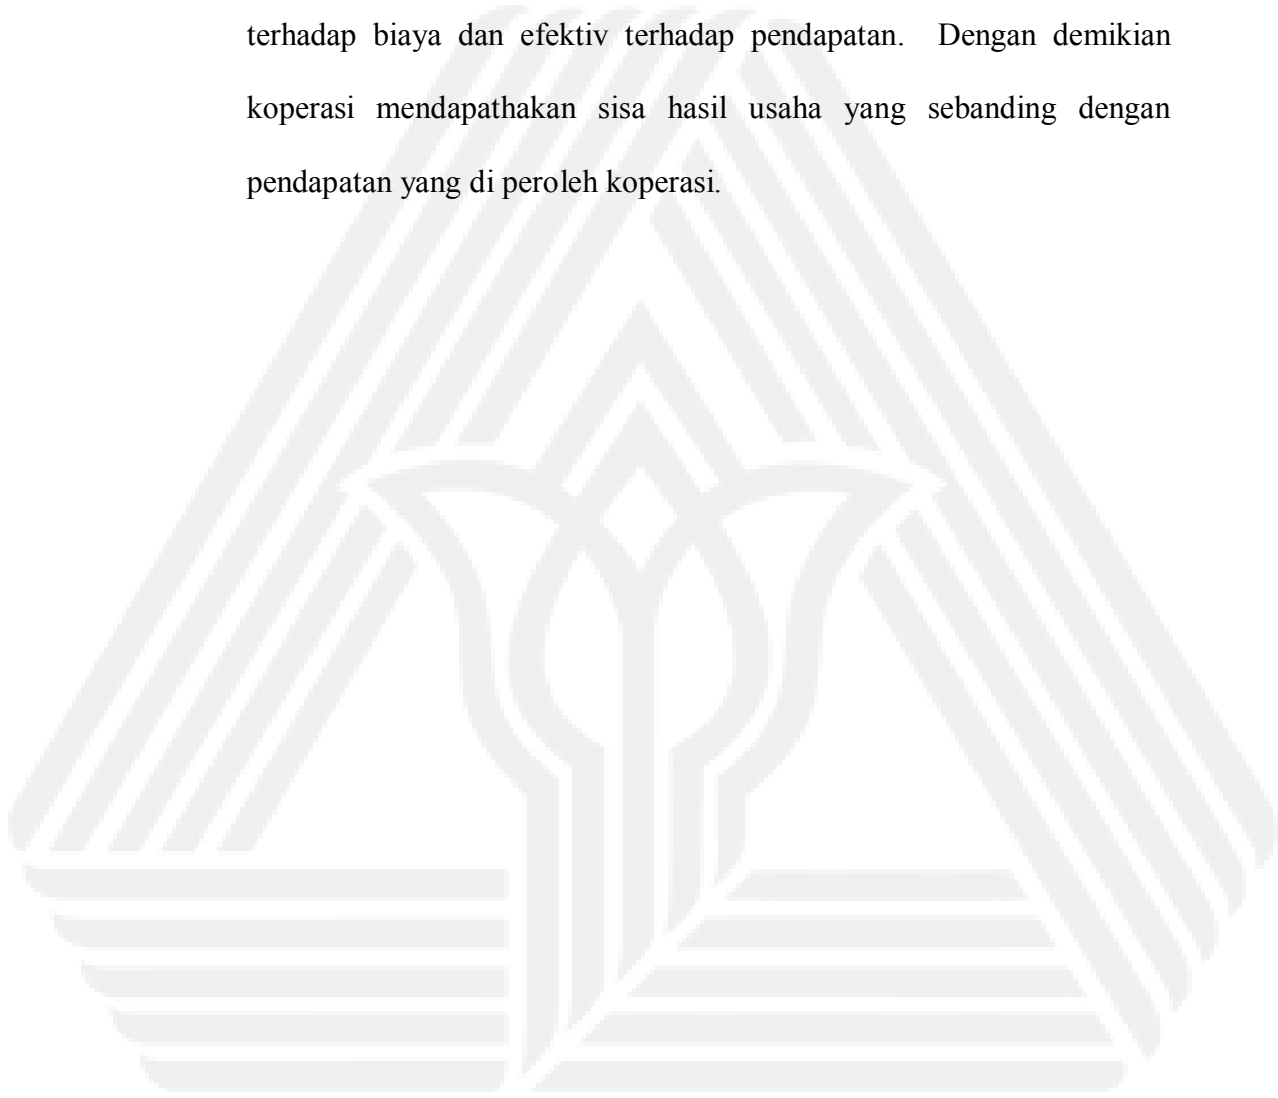 terhadap biaya dan efektiv terhadap pendapatan. Dengan demikian
koperasi mendapathakan sisa hasil usaha yang sebanding dengan
pendapatan yang di peroleh koperasi.